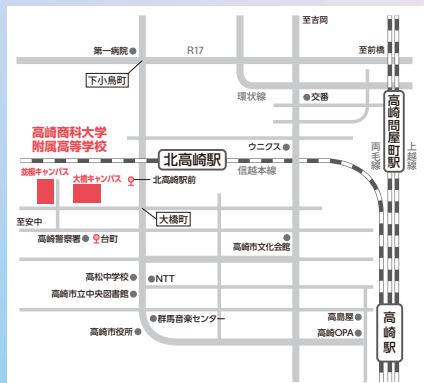 至吉岡
第一病院
R17
至前橋
下小鳥町
環状線
交番
高崎問屋町駅
高崎商科大学
附属高等学校
ウニクス
両毛線
上越線
北高崎駅
信越本線
並榎キャンパス
大橋キャンパス
北高崎駅前
大橋町
至安中
高崎警察署
台町
高崎市文化会館
高松中学校
NTT
高崎市立中央図書館
群馬音楽センター
高崎市役所
高島屋
高崎OPA
高崎駅